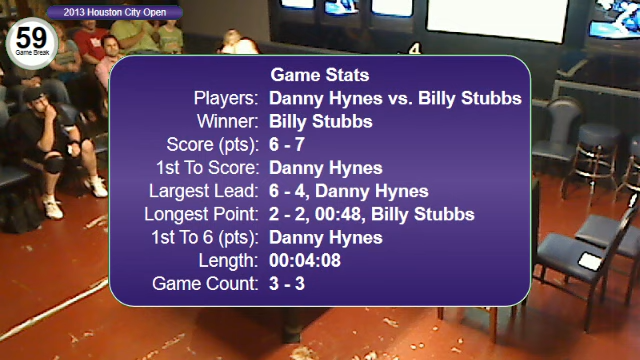 2013 Houston City Open
59
Game Break
4
Game Stats
Players: Danny Hynes vs. Billy Stubbs
Winner: Billy Stubbs
Score (pts): 6 - 7
1st To Score: Danny Hynes
Largest Lead: 6 - 4, Danny Hynes
Longest Point: 2 - 2, 00:48, Billy Stubbs
1st To 6 (pts): Danny Hynes
Length: 00:04:08
Game Count: 3 - 3